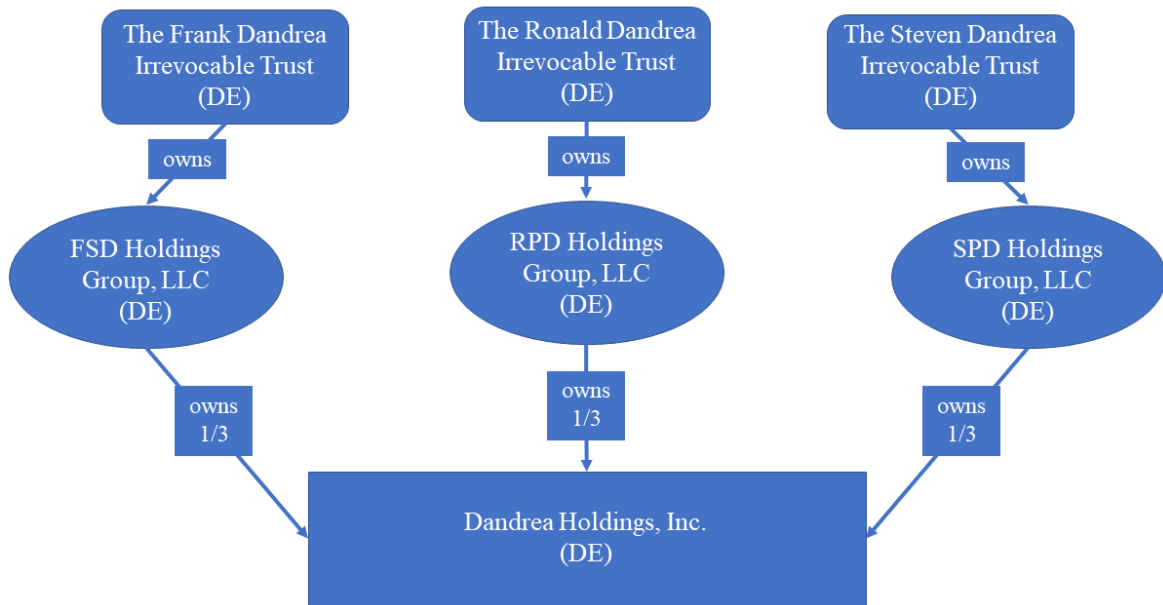 The Frank Dandrea
Irrevocable Trust
(DE)
The Ronald Dandrea
Irrevocable Trust
(DE)
The Steven Dandrea
Irrevocable Trust
(DE)
owns
owns
owns
FSD Holdings
Group, LLC
(DE)
RPD Holdings
Group, LLC
(DE)
SPD Holdings
Group, LLC
(DE)
owns
1/3
owns
1/3
owns
1/3
Dandrea Holdings, Inc.
(DE)